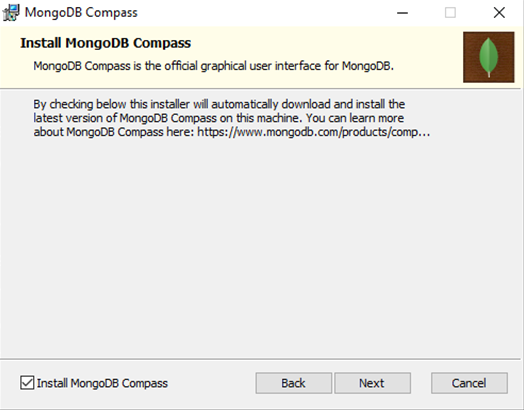 MongoDB Compass
Install MongoDB Compass
MongoDB Compass is the official graphical user interface for MongoDB.
By checking below this installer will automatically download and install the
latest version of MongoDB Compass on this machine. You can learn more
about MongoDB Compass here: https://www.mongodb.com/products/comp...
Install MongoDB Compass
Back
Next
Cancel